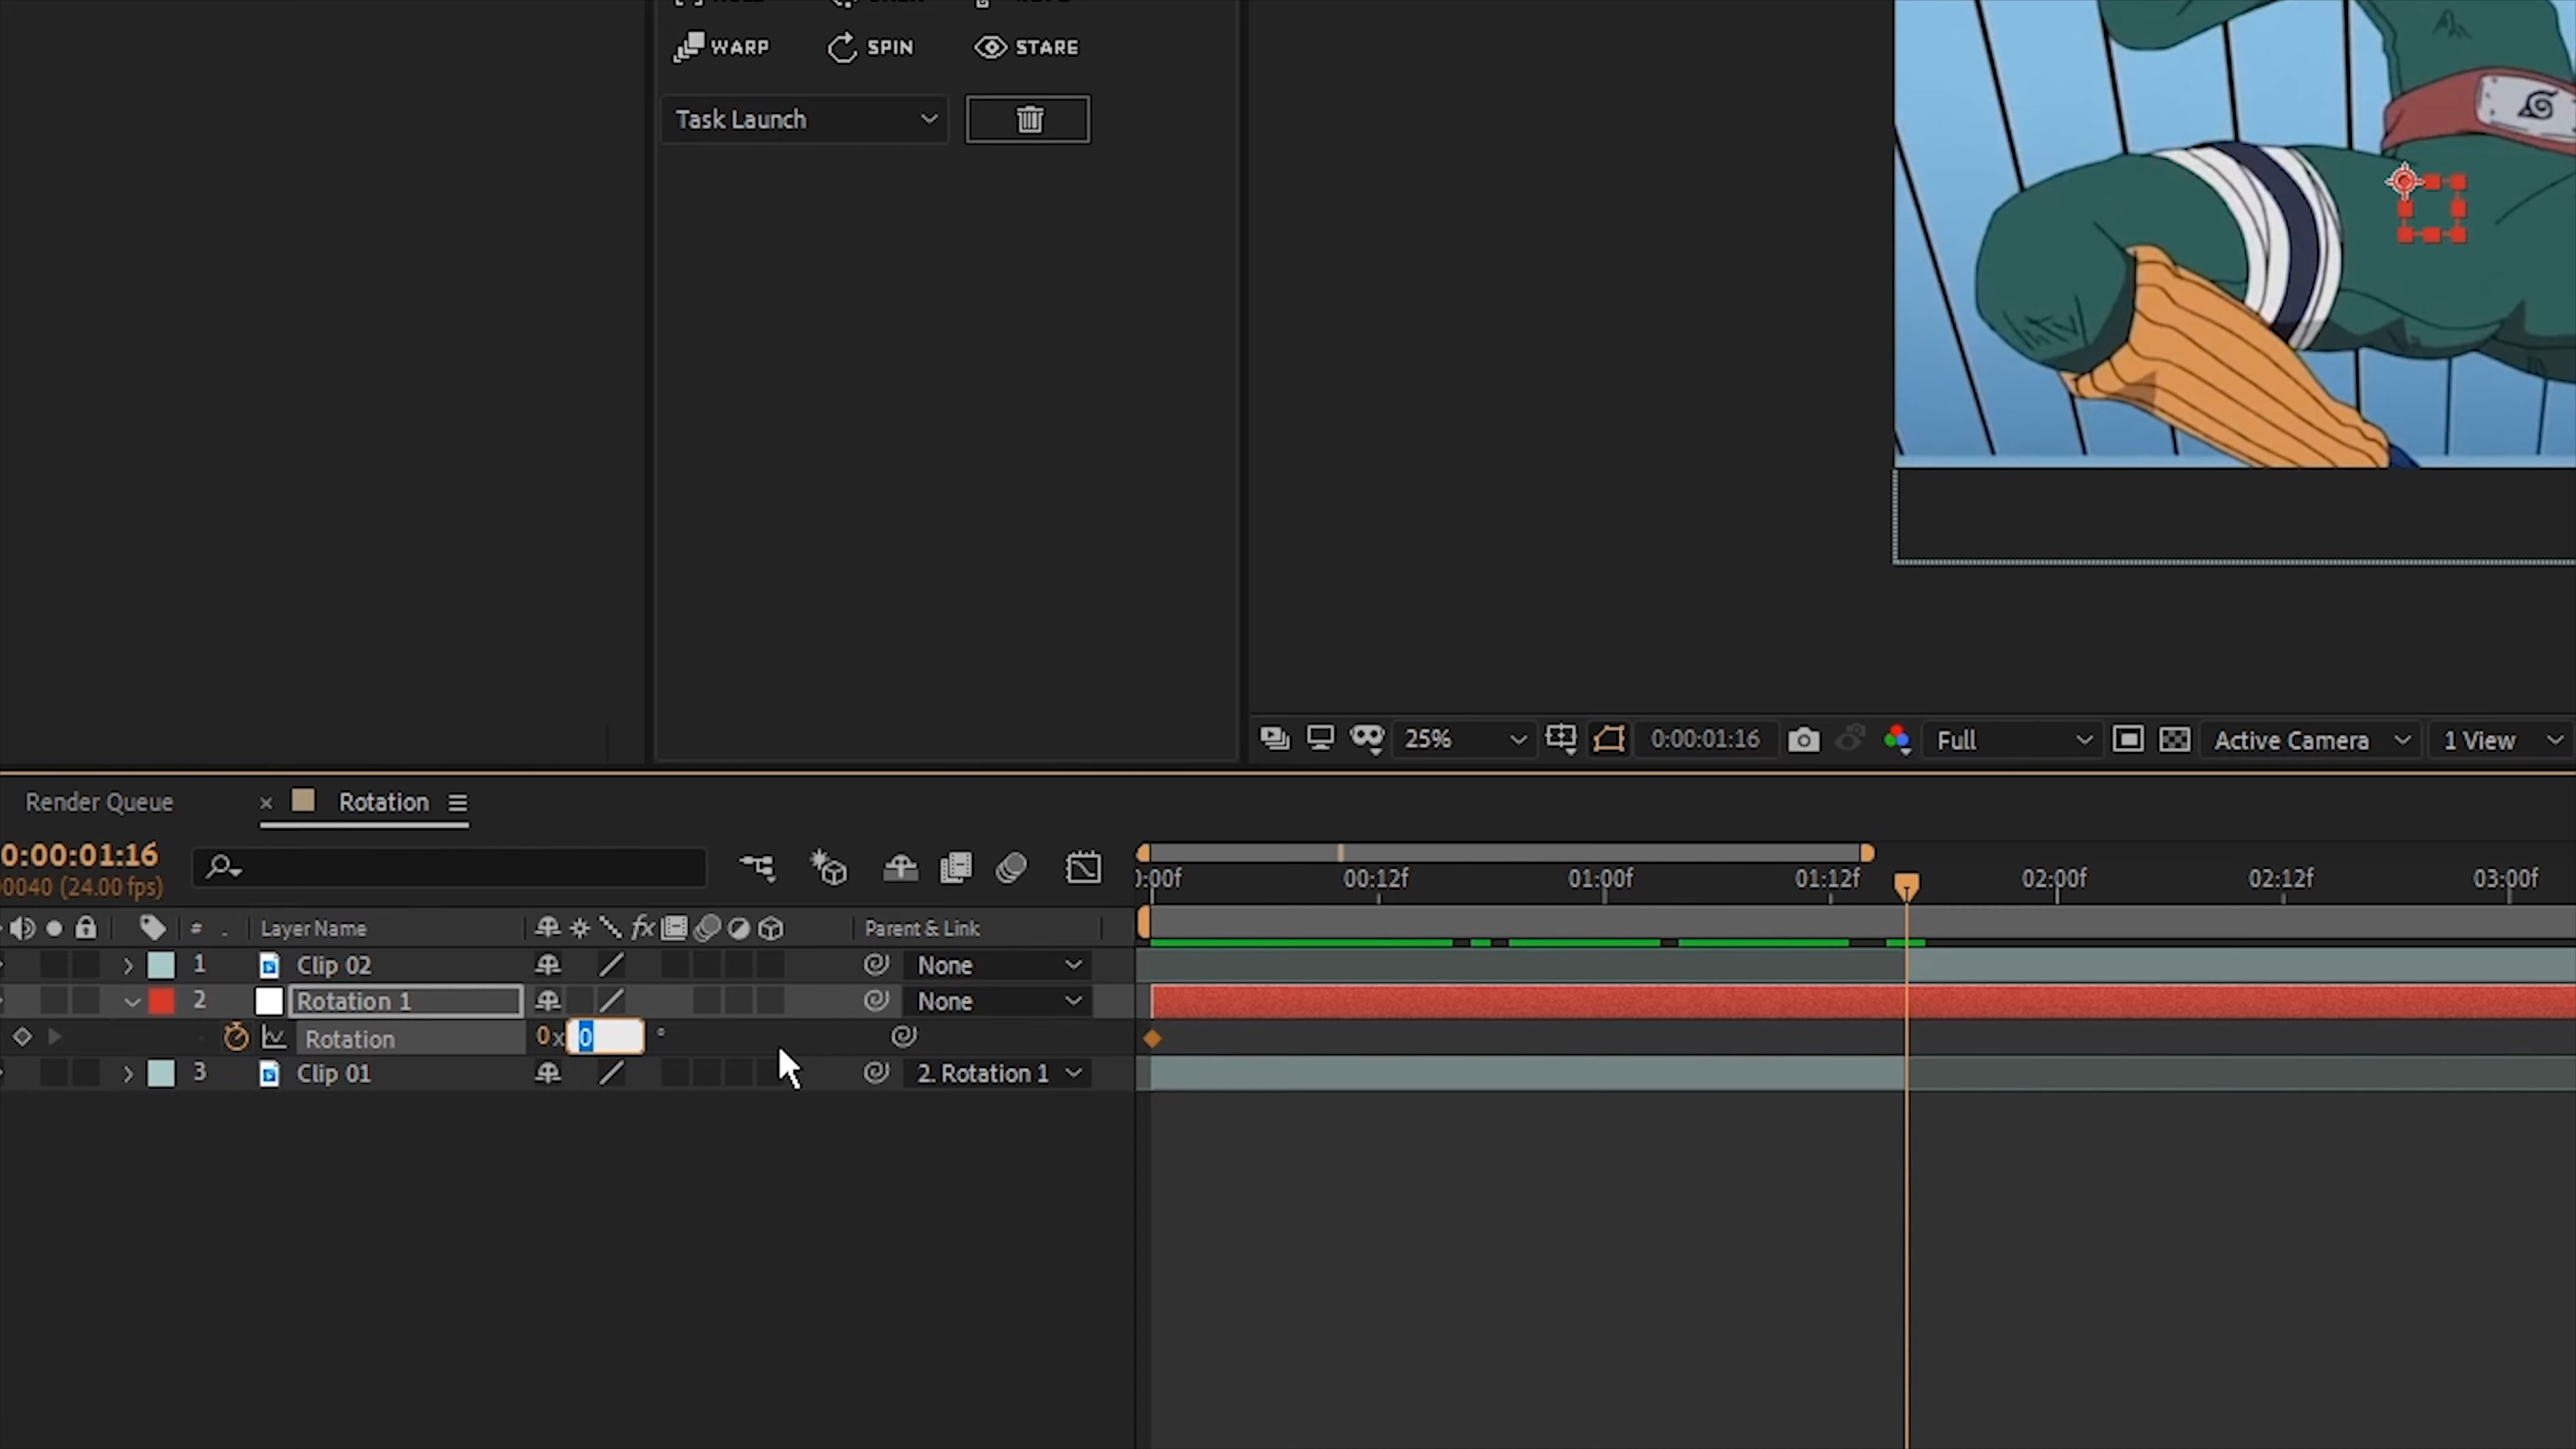 WARP SPIN STARE
Task Launch
25% 0:00:01:16 Full Active Camera 1 View
Render Queue × Rotation
0:00:01:16
00040 (24.00 fps)
0:00f 00:12f 01:00f 01:12f 02:00f 02:12f 03:00f
# . Layer Name fx Parent & Link
1 Clip 02 None
2 Rotation 1 None
Rotation 0x 0 °
3 Clip 01 2. Rotation 1